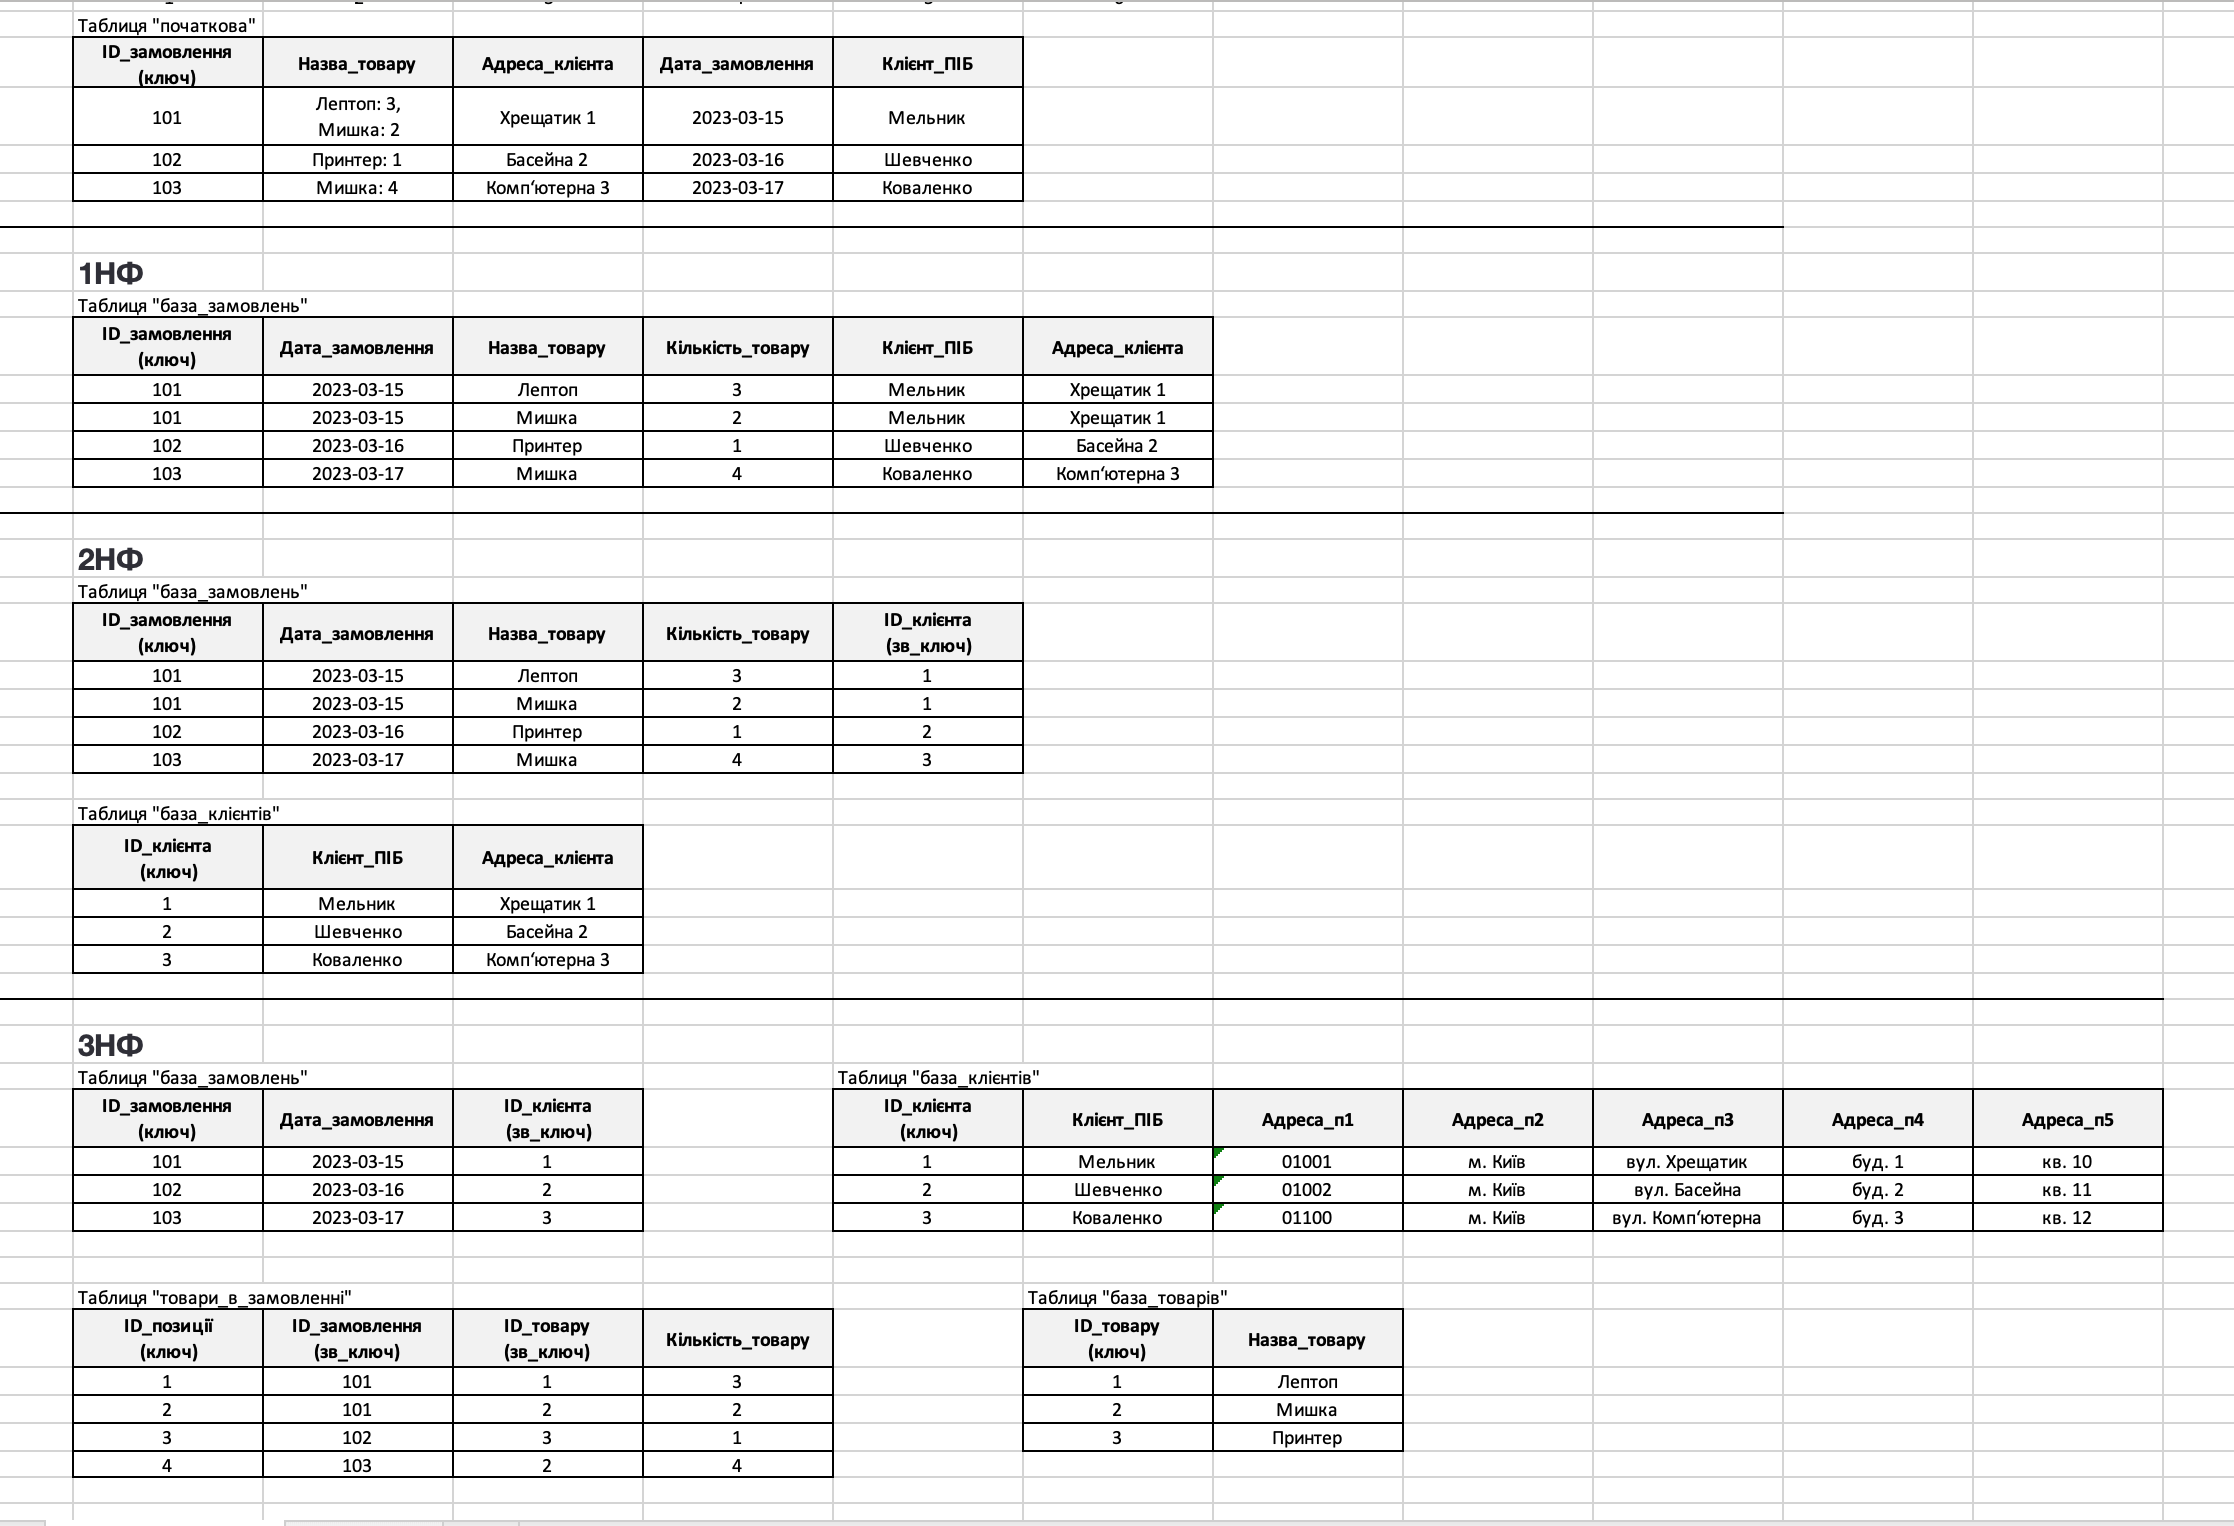 Таблиця "початкова"
ID_замовлення (ключ) Назва_товару Адреса_клієнта Дата_замовлення Клієнт_ПІБ
101 Лептоп: 3, Мишка: 2 Хрещатик 1 2023-03-15 Мельник
102 Принтер: 1 Басейна 2 2023-03-16 Шевченко
103 Мишка: 4 Комп‘ютерна 3 2023-03-17 Коваленко
1НФ
Таблиця "база_замовлень"
ID_замовлення (ключ) Дата_замовлення Назва_товару Кількість_товару Клієнт_ПІБ Адреса_клієнта
101 2023-03-15 Лептоп 3 Мельник Хрещатик 1
101 2023-03-15 Мишка 2 Мельник Хрещатик 1
102 2023-03-16 Принтер 1 Шевченко Басейна 2
103 2023-03-17 Мишка 4 Коваленко Комп‘ютерна 3
2НФ
Таблиця "база_замовлень"
ID_замовлення (ключ) Дата_замовлення Назва_товару Кількість_товару ID_клієнта (зв_ключ)
101 2023-03-15 Лептоп 3 1
101 2023-03-15 Мишка 2 1
102 2023-03-16 Принтер 1 2
103 2023-03-17 Мишка 4 3
Таблиця "база_клієнтів"
ID_клієнта (ключ) Клієнт_ПІБ Адреса_клієнта
1 Мельник Хрещатик 1
2 Шевченко Басейна 2
3 Коваленко Комп‘ютерна 3
3НФ
Таблиця "база_замовлень"
ID_замовлення (ключ) Дата_замовлення ID_клієнта (зв_ключ)
101 2023-03-15 1
102 2023-03-16 2
103 2023-03-17 3
Таблиця "база_клієнтів"
ID_клієнта (ключ) Клієнт_ПІБ Адреса_п1 Адреса_п2 Адреса_п3 Адреса_п4 Адреса_п5
1 Мельник 01001 м. Київ вул. Хрещатик буд. 1 кв. 10
2 Шевченко 01002 м. Київ вул. Басейна буд. 2 кв. 11
3 Коваленко 01100 м. Київ вул. Комп‘ютерна буд. 3 кв. 12
Таблиця "товари_в_замовленні"
ID_позиції (ключ) ID_замовлення (зв_ключ) ID_товару (зв_ключ) Кількість_товару
1 101 1 3
2 101 2 2
3 102 3 1
4 103 2 4
Таблиця "база_товарів"
ID_товару (ключ) Назва_товару
1 Лептоп
2 Мишка
3 Принтер